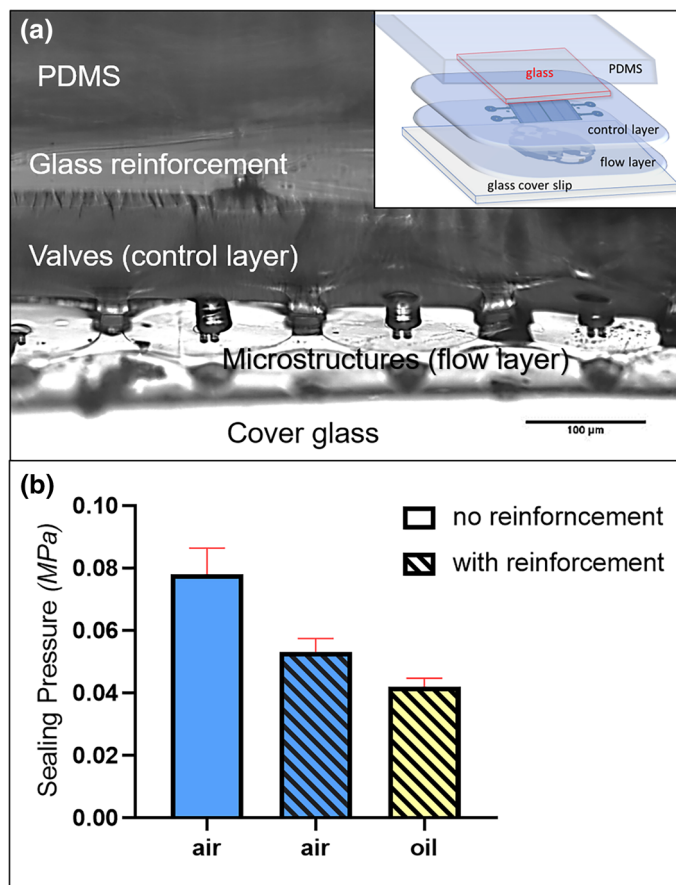 (a)
PDMS
Glass reinforcement
Valves (control layer)
Microstructures (flow layer)
Cover glass
100 µm
glass
PDMS
control layer
flow layer
glass cover slip
(b)
Sealing Pressure (MPa)
0.10
0.08
0.06
0.04
0.02
0.00
no reinforncement
with reinforcement
air
air
oil